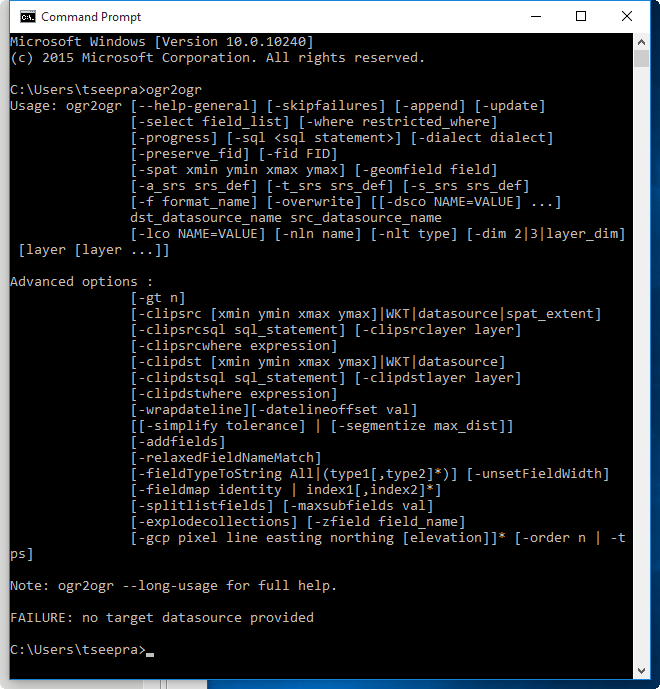 Command Prompt
Microsoft Windows [Version 10.0.10240]
(c) 2015 Microsoft Corporation. All rights reserved.
C:\Users\tseepra>ogr2ogr
Usage: ogr2ogr [--help-general] [-skipfailures] [-append] [-update]
[-select field_list] [-where restricted_where]
[-progress] [-sql <sql statement>] [-dialect dialect]
[-preserve_fid] [-fid FID]
[-spat xmin ymin xmax ymax] [-geomfield field]
[-a_srs srs_def] [-t_srs srs_def] [-s_srs srs_def]
[-f format_name] [-overwrite] [[-dsco NAME=VALUE] ...]
dst_datasource_name src_datasource_name
[-lco NAME=VALUE] [-nln name] [-nlt type] [-dim 2|3|layer_dim]
[layer [layer ...]]
Advanced options :
[-gt n]
[-clipsrc [xmin ymin xmax ymax]|WKT|datasource|spat_extent]
[-clipsrcsql sql_statement] [-clipsrclayer layer]
[-clipsrcwhere expression]
[-clipdst [xmin ymin xmax ymax]|WKT|datasource]
[-clipdstsql sql_statement] [-clipdstlayer layer]
[-clipdstwhere expression]
[-wrapdateline][-datelineoffset val]
[[-simplify tolerance] | [-segmentize max_dist]]
[-addfields]
[-relaxedFieldNameMatch]
[-fieldTypeToString All|(type1[,type2]*)] [-unsetFieldWidth]
[-fieldmap identity | index1[,index2]*]
[-splitlistfields] [-maxsubfields val]
[-explodecollections] [-zfield field_name]
[-gcp pixel line easting northing [elevation]]* [-order n | -t
ps]
Note: ogr2ogr --long-usage for full help.
FAILURE: no target datasource provided
C:\Users\tseepra>_